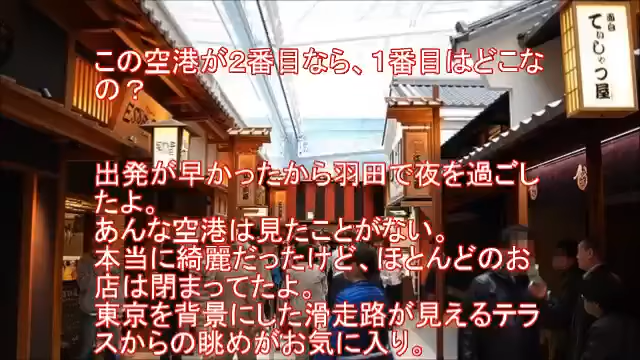 この空港が２番目なら、１番目はどこな
の？
出発が早かったから羽田で夜を過ごし
たよ。
あんな空港は見たことがない。
本当に綺麗だったけど、ほとんどのお
店は閉まってたよ。
東京を背景にした滑走路が見えるテラ
スからの眺めがお気に入り。
面白
てぃしゃつ屋